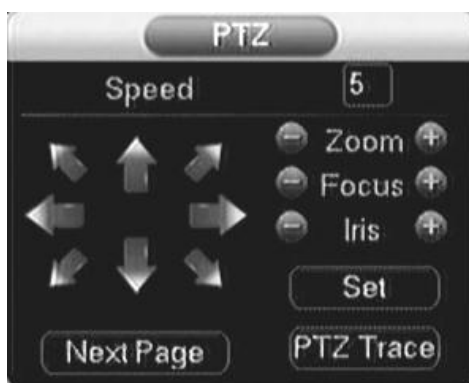 PTZ
Speed 5
Zoom
Focus
Iris
Set
Next Page PTZ Trace